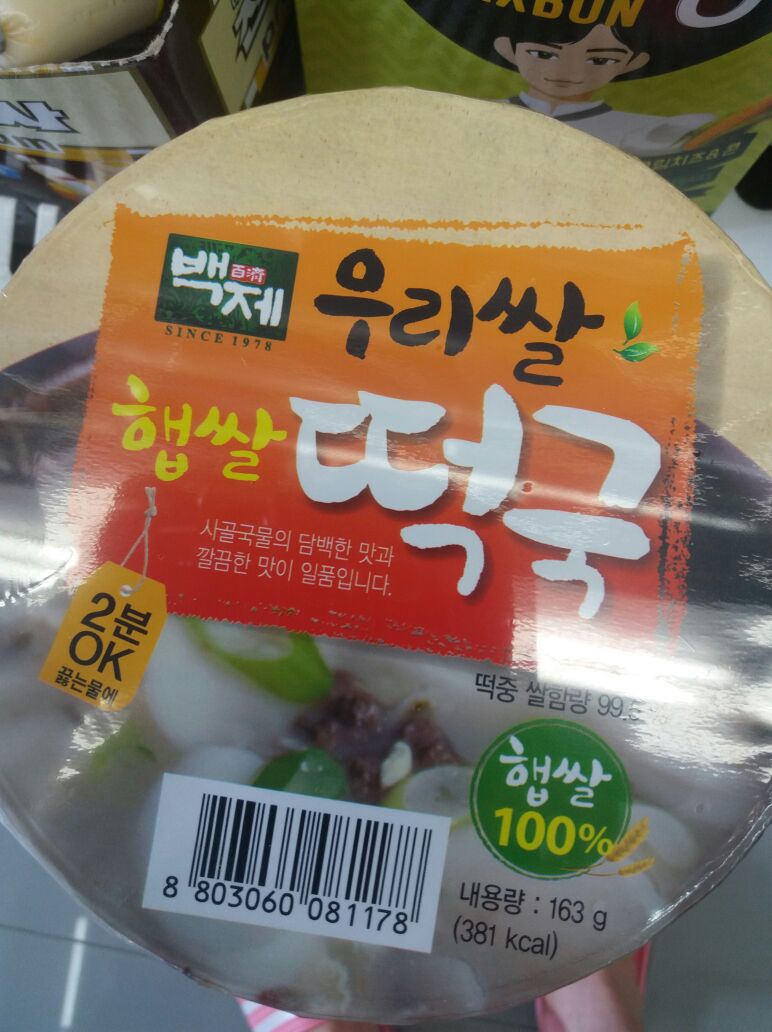 XBUN
백제
百濟
SINCE 1978
우리쌀
햅쌀
떡국
사골국물의 담백한 맛과
깔끔한 맛이 일품입니다.
2분
OK
끓는물에
떡중 쌀함량 99.
햅쌀
100%
8 803060 081178
내용량 : 163 g
(381 kcal)